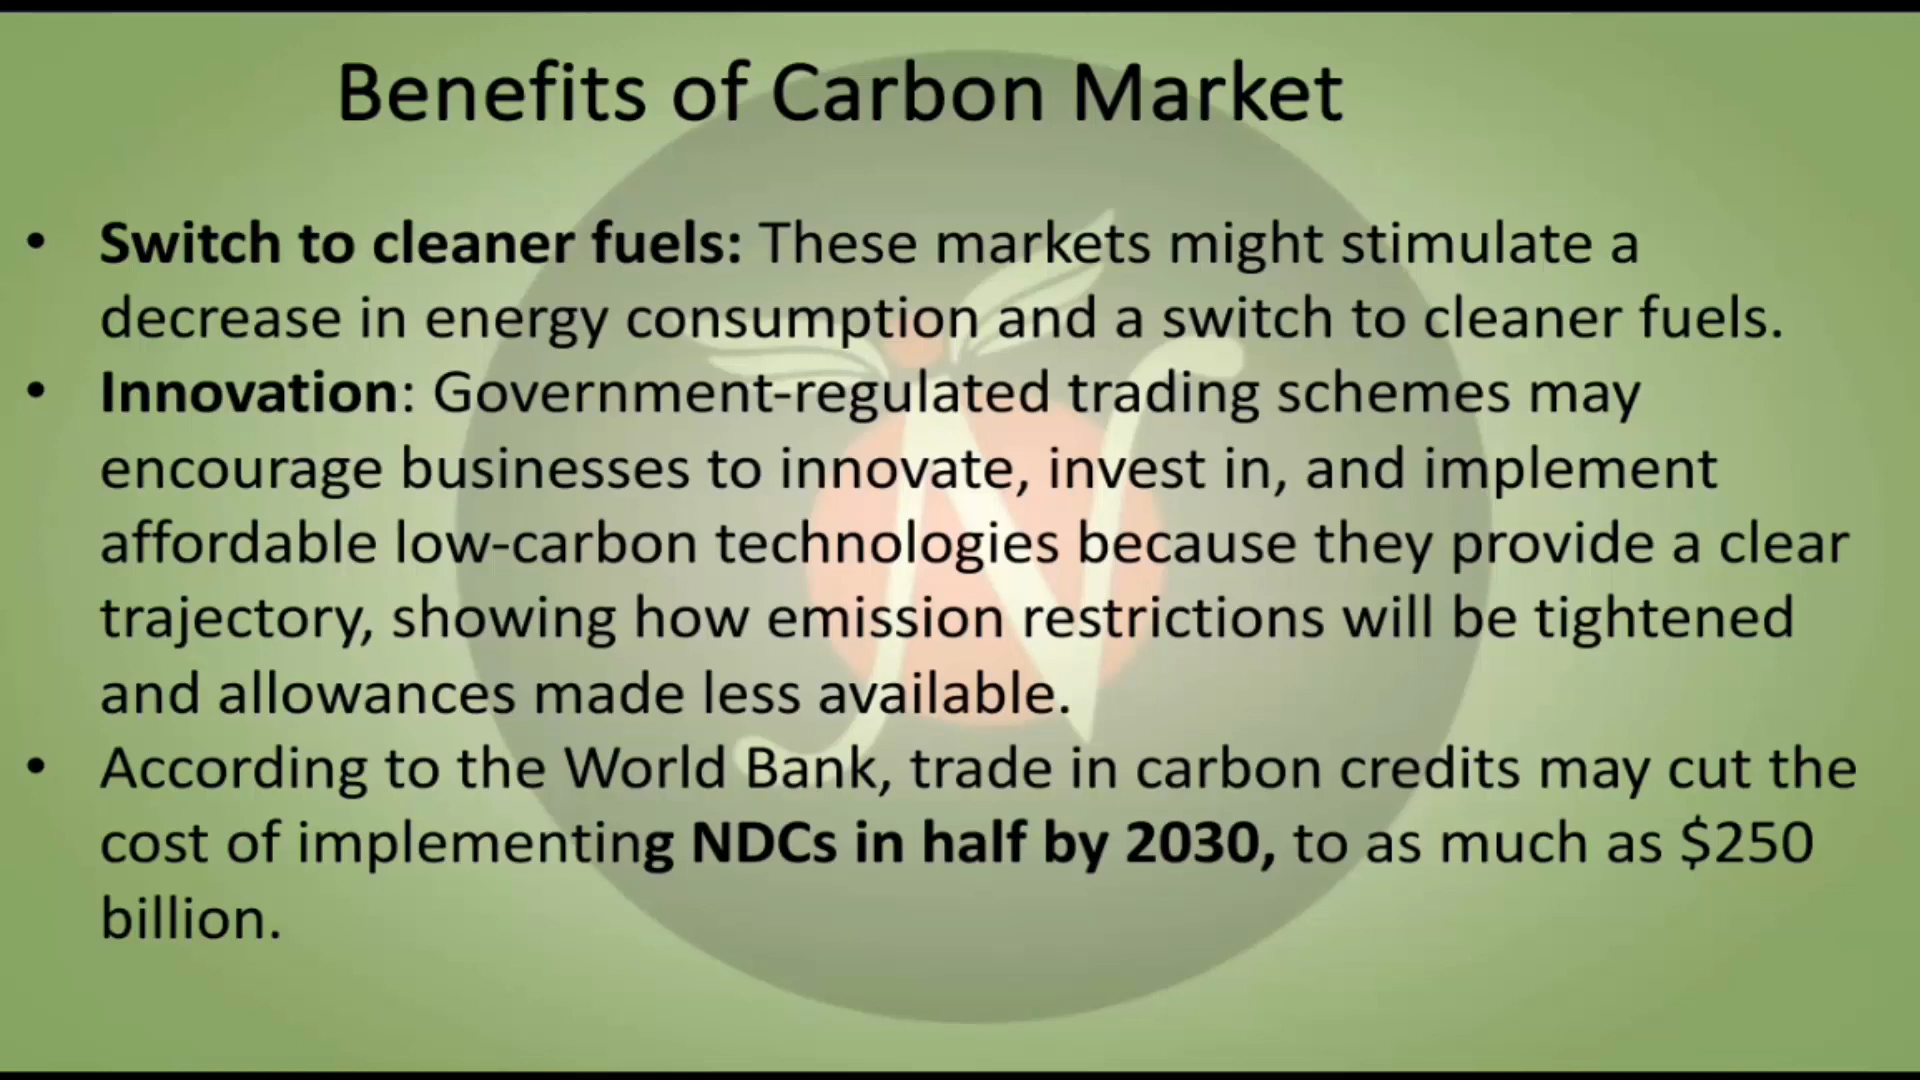 Benefits of Carbon Market
• Switch to cleaner fuels: These markets might stimulate a
decrease in energy consumption and a switch to cleaner fuels.
• Innovation: Government-regulated trading schemes may
encourage businesses to innovate, invest in, and implement
affordable low-carbon technologies because they provide a clear
trajectory, showing how emission restrictions will be tightened
and allowances made less available.
• According to the World Bank, trade in carbon credits may cut the
cost of implementing NDCs in half by 2030, to as much as $250
billion.